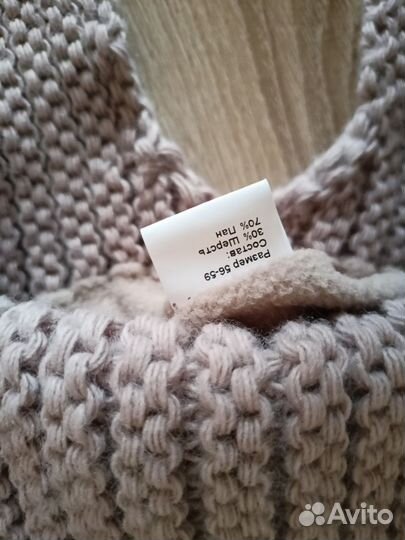 Размер 56-59
Состав:
30% Шерсть
70% Пан
Avito